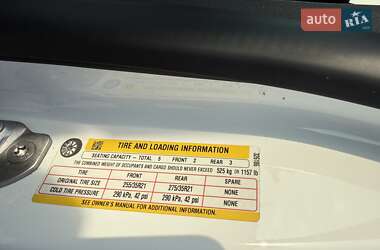 auto RIA
TIRE AND LOADING INFORMATION
SEATING CAPACITY - TOTAL 5 FRONT 2 REAR 3
THE COMBINED WEIGHT OF OCCUPANTS AND CARGO SHOULD NEVER EXCEED 525 kg OR 1157 lb
TIRE FRONT REAR SPARE
ORIGINAL TIRE SIZE 255/35R21 275/35R21 NONE
COLD TIRE PRESSURE 290 kPa, 42 psi 290 kPa, 42 psi NONE
SEE OWNER'S MANUAL FOR ADDITIONAL INFORMATION